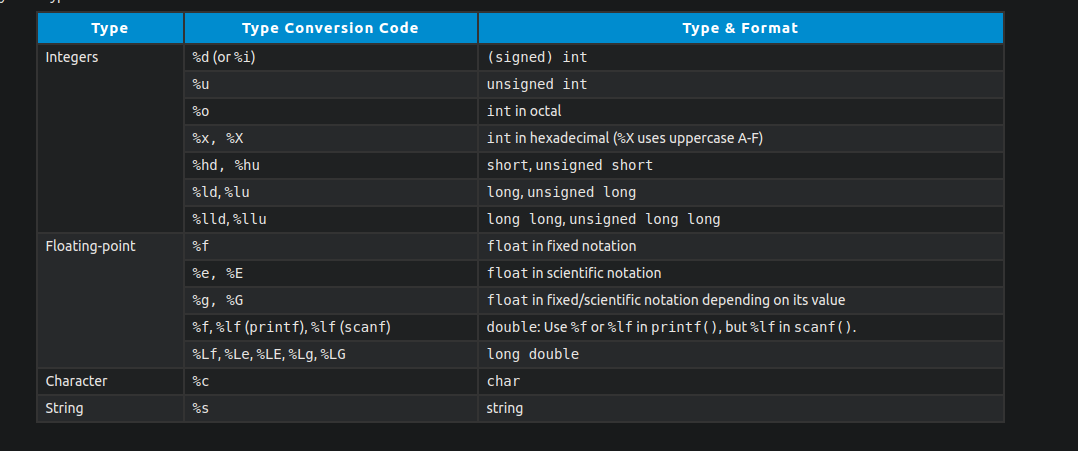 Type Type Conversion Code Type & Format
Integers %d (or %i) (signed) int
%u unsigned int
%o int in octal
%x, %X int in hexadecimal (%X uses uppercase A-F)
%hd, %hu short, unsigned short
%ld, %lu long, unsigned long
%lld, %llu long long, unsigned long long
Floating-point %f float in fixed notation
%e, %E float in scientific notation
%g, %G float in fixed/scientific notation depending on its value
%f, %lf (printf), %lf (scanf) double: Use %f or %lf in printf(), but %lf in scanf().
%Lf, %Le, %LE, %Lg, %LG long double
Character %c char
String %s string